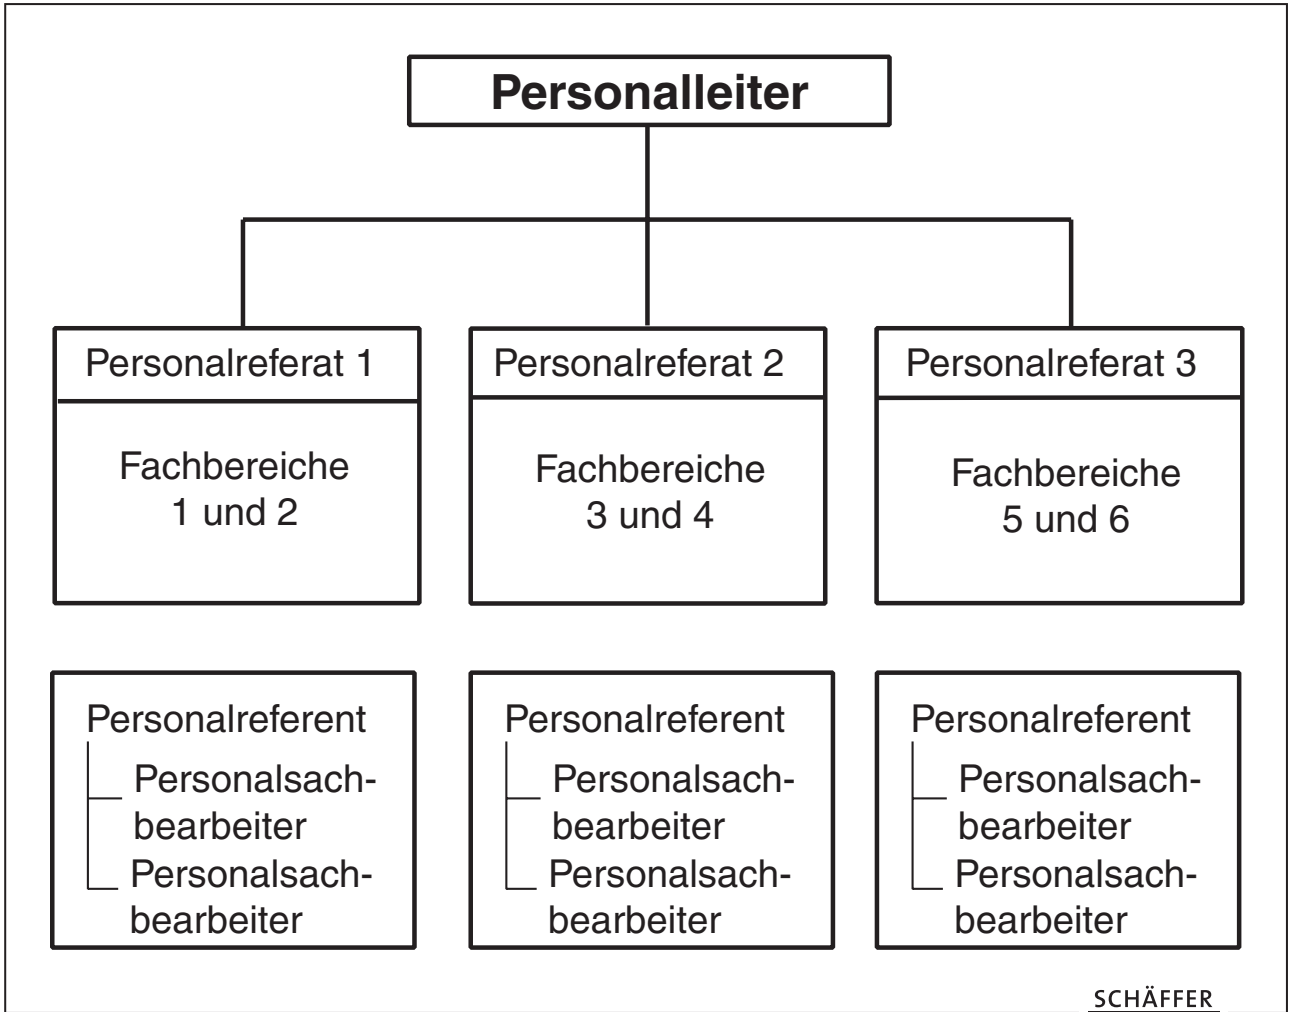 Personalleiter
Personalreferat 1
Fachbereiche
1 und 2
Personalreferat 2
Fachbereiche
3 und 4
Personalreferat 3
Fachbereiche
5 und 6
Personalreferent
Personalsach-
bearbeiter
Personalsach-
bearbeiter
Personalreferent
Personalsach-
bearbeiter
Personalsach-
bearbeiter
Personalreferent
Personalsach-
bearbeiter
Personalsach-
bearbeiter
SCHÄFFER